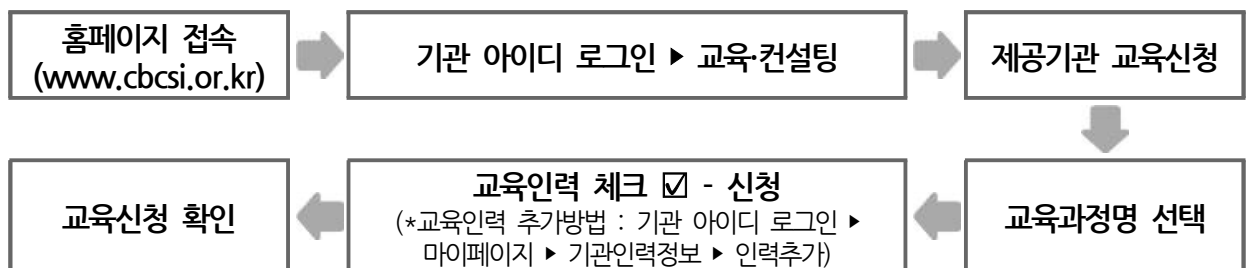 홈페이지 접속
(www.cbcsi.or.kr)
기관 아이디 로그인 ▶ 교육·컨설팅
제공기관 교육신청
교육과정명 선택
교육인력 체크 ☑ - 신청
(*교육인력 추가방법 : 기관 아이디 로그인 ▶
마이페이지 ▶ 기관인력정보 ▶ 인력추가)
교육신청 확인